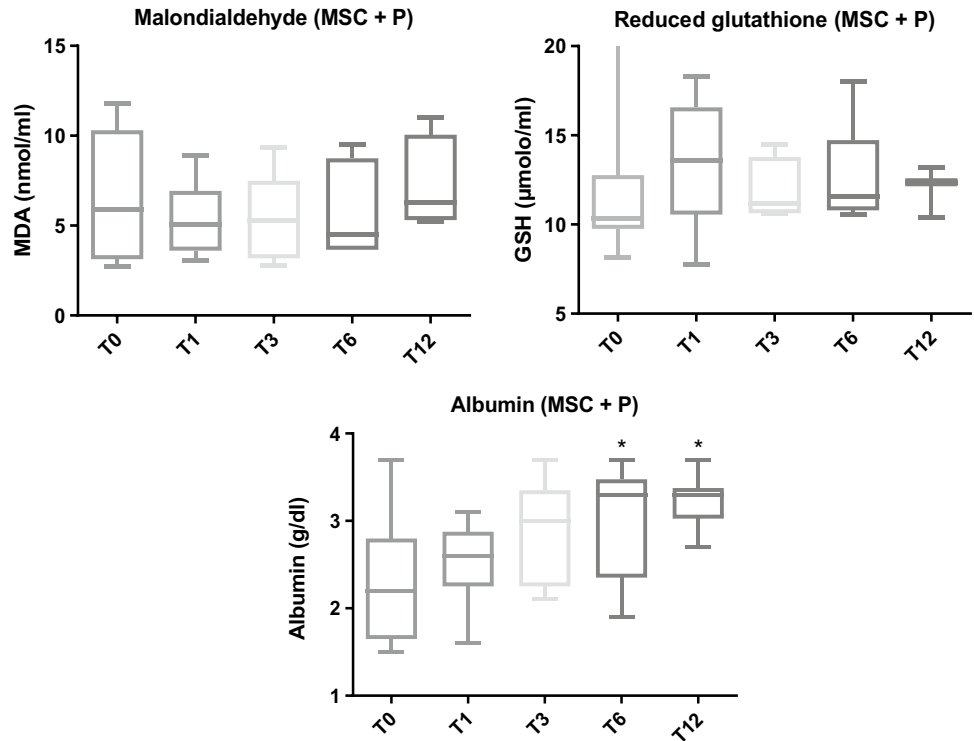 Malondialdehyde (MSC + P)
MDA (nmol/ml)
15
10
5
0
T0 T1 T3 T6 T12
Reduced glutathione (MSC + P)
GSH (µmolo/ml)
20
15
10
5
T0 T1 T3 T6 T12
Albumin (MSC + P)
Albumin (g/dl)
4
3
2
1
* *
T0 T1 T3 T6 T12